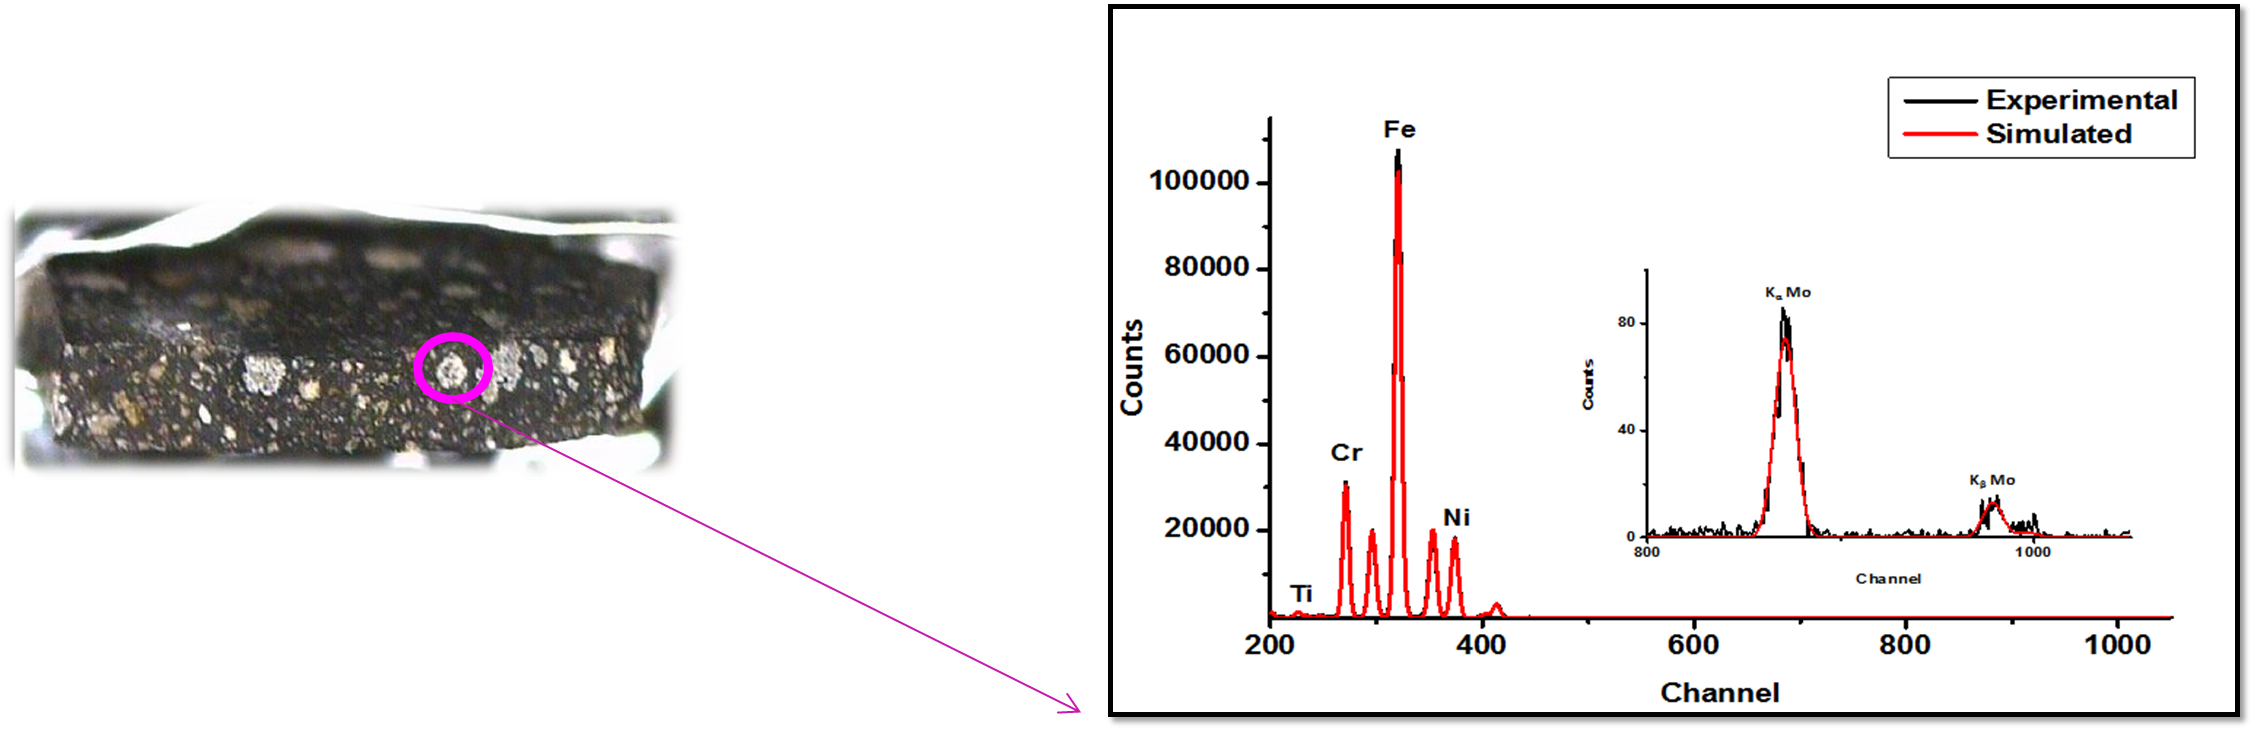 Experimental
Simulated
Fe
100000
80000
60000
40000
20000
Counts
Cr
Ti
Ni
200
400
600
800
1000
Channel
Kα Mo
Kβ Mo
80
40
0
Counts
800
1000
Channel